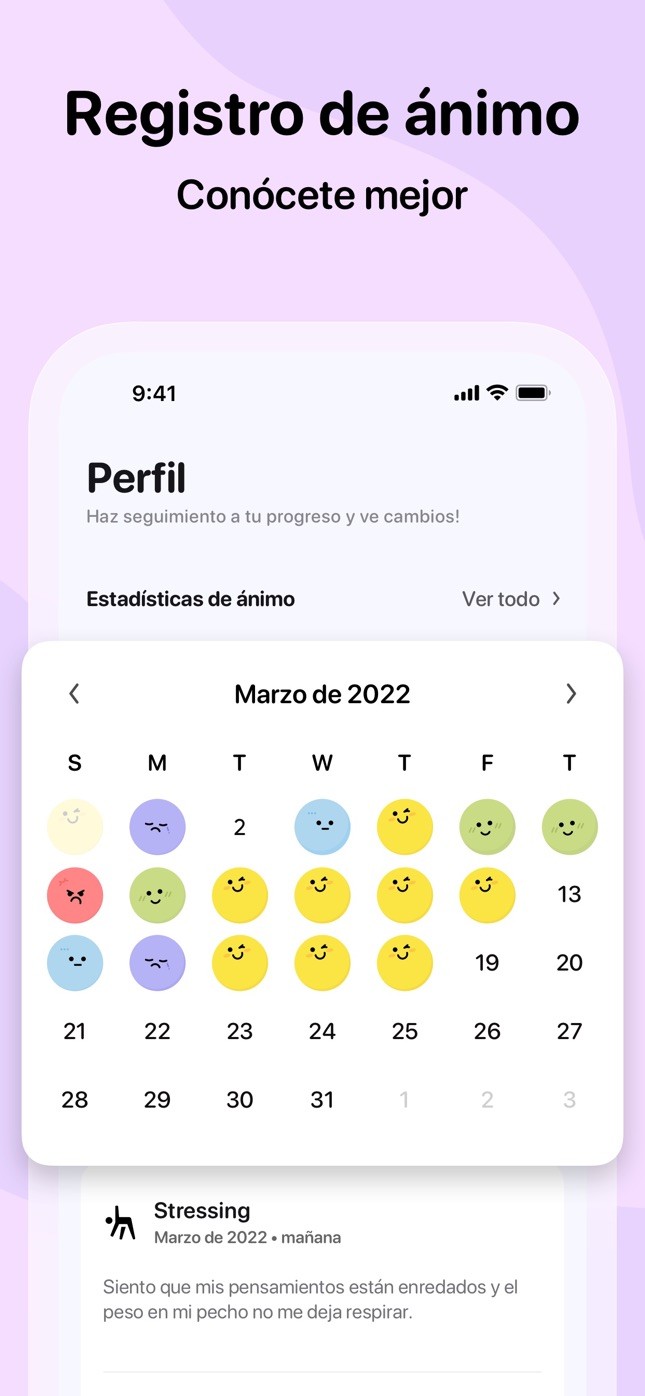 Registro de ánimo
Conócete mejor
9:41
Perfil
Haz seguimiento a tu progreso y ve cambios!
Estadísticas de ánimo Ver todo
Marzo de 2022
S M T W T F T
2
13
19 20
21 22 23 24 25 26 27
28 29 30 31 1 2 3
Stressing
Marzo de 2022 • mañana
Siento que mis pensamientos están enredados y el
peso en mi pecho no me deja respirar.